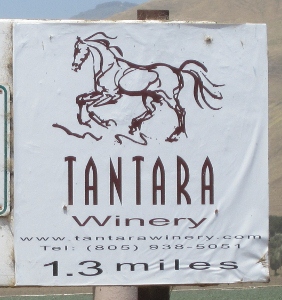 TANTARA
Winery
www.tantarawinery.com
Tel: (805) 938-5051
1.3 miles